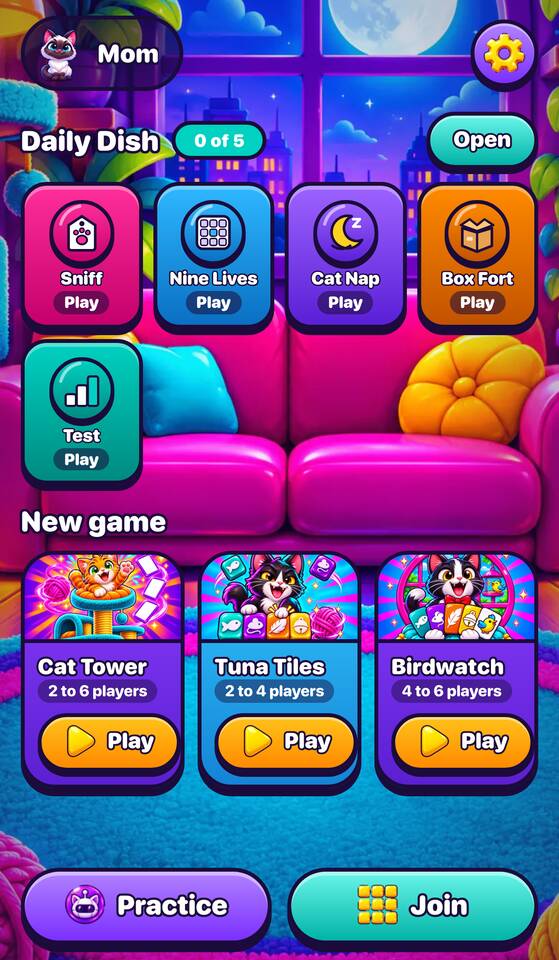 Mom
Daily Dish
0 of 5
Open
Sniff
Play
Nine Lives
Play
Cat Nap
Play
Box Fort
Play
Test
Play
New game
Cat Tower
2 to 6 players
Play
Tuna Tiles
2 to 4 players
Play
Birdwatch
4 to 6 players
Play
Practice
Join